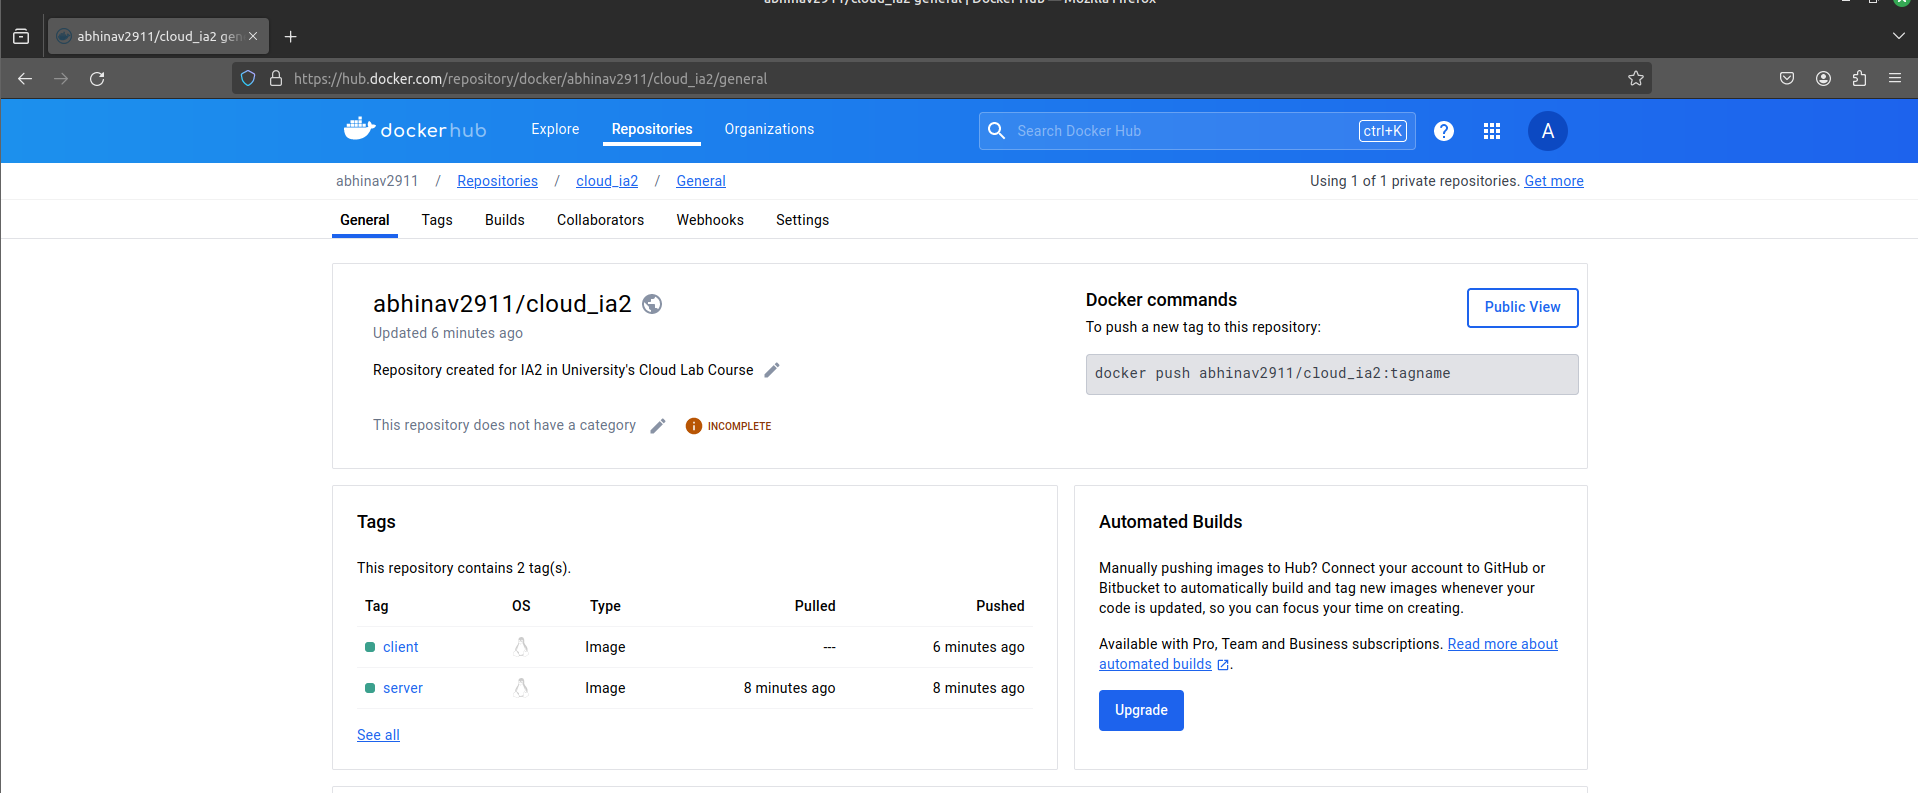 abhinav2911/cloud_ia2 general | Docker Hub — Mozilla Firefox
abhinav2911/cloud_ia2 gen
https://hub.docker.com/repository/docker/abhinav2911/cloud_ia2/general
docker hub
Explore
Repositories
Organizations
Search Docker Hub
ctrl+K
?
A
abhinav2911 / Repositories / cloud_ia2 / General
Using 1 of 1 private repositories. Get more
General
Tags
Builds
Collaborators
Webhooks
Settings
abhinav2911/cloud_ia2
Updated 6 minutes ago
Repository created for IA2 in University's Cloud Lab Course
This repository does not have a category
INCOMPLETE
Docker commands
To push a new tag to this repository:
Public View
docker push abhinav2911/cloud_ia2:tagname
Tags
This repository contains 2 tag(s).
Tag OS Type Pulled Pushed
client Image --- 6 minutes ago
server Image 8 minutes ago 8 minutes ago
See all
Automated Builds
Manually pushing images to Hub? Connect your account to GitHub or
Bitbucket to automatically build and tag new images whenever your
code is updated, so you can focus your time on creating.
Available with Pro, Team and Business subscriptions. Read more about
automated builds.
Upgrade